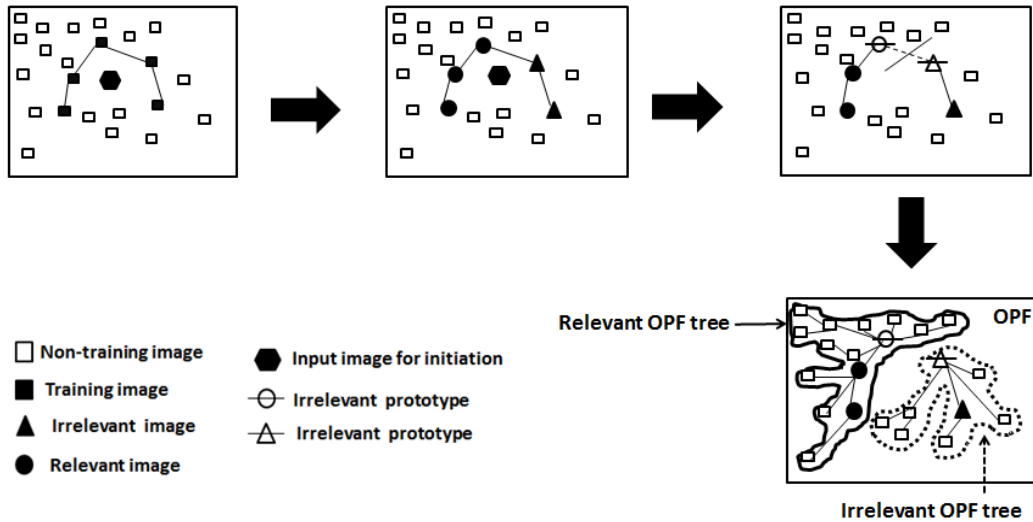 OPF
Relevant OPF tree
Non-training image
Training image
Irrelevant image
Relevant image
Input image for initiation
Irrelevant prototype
Irrelevant prototype
Irrelevant OPF tree